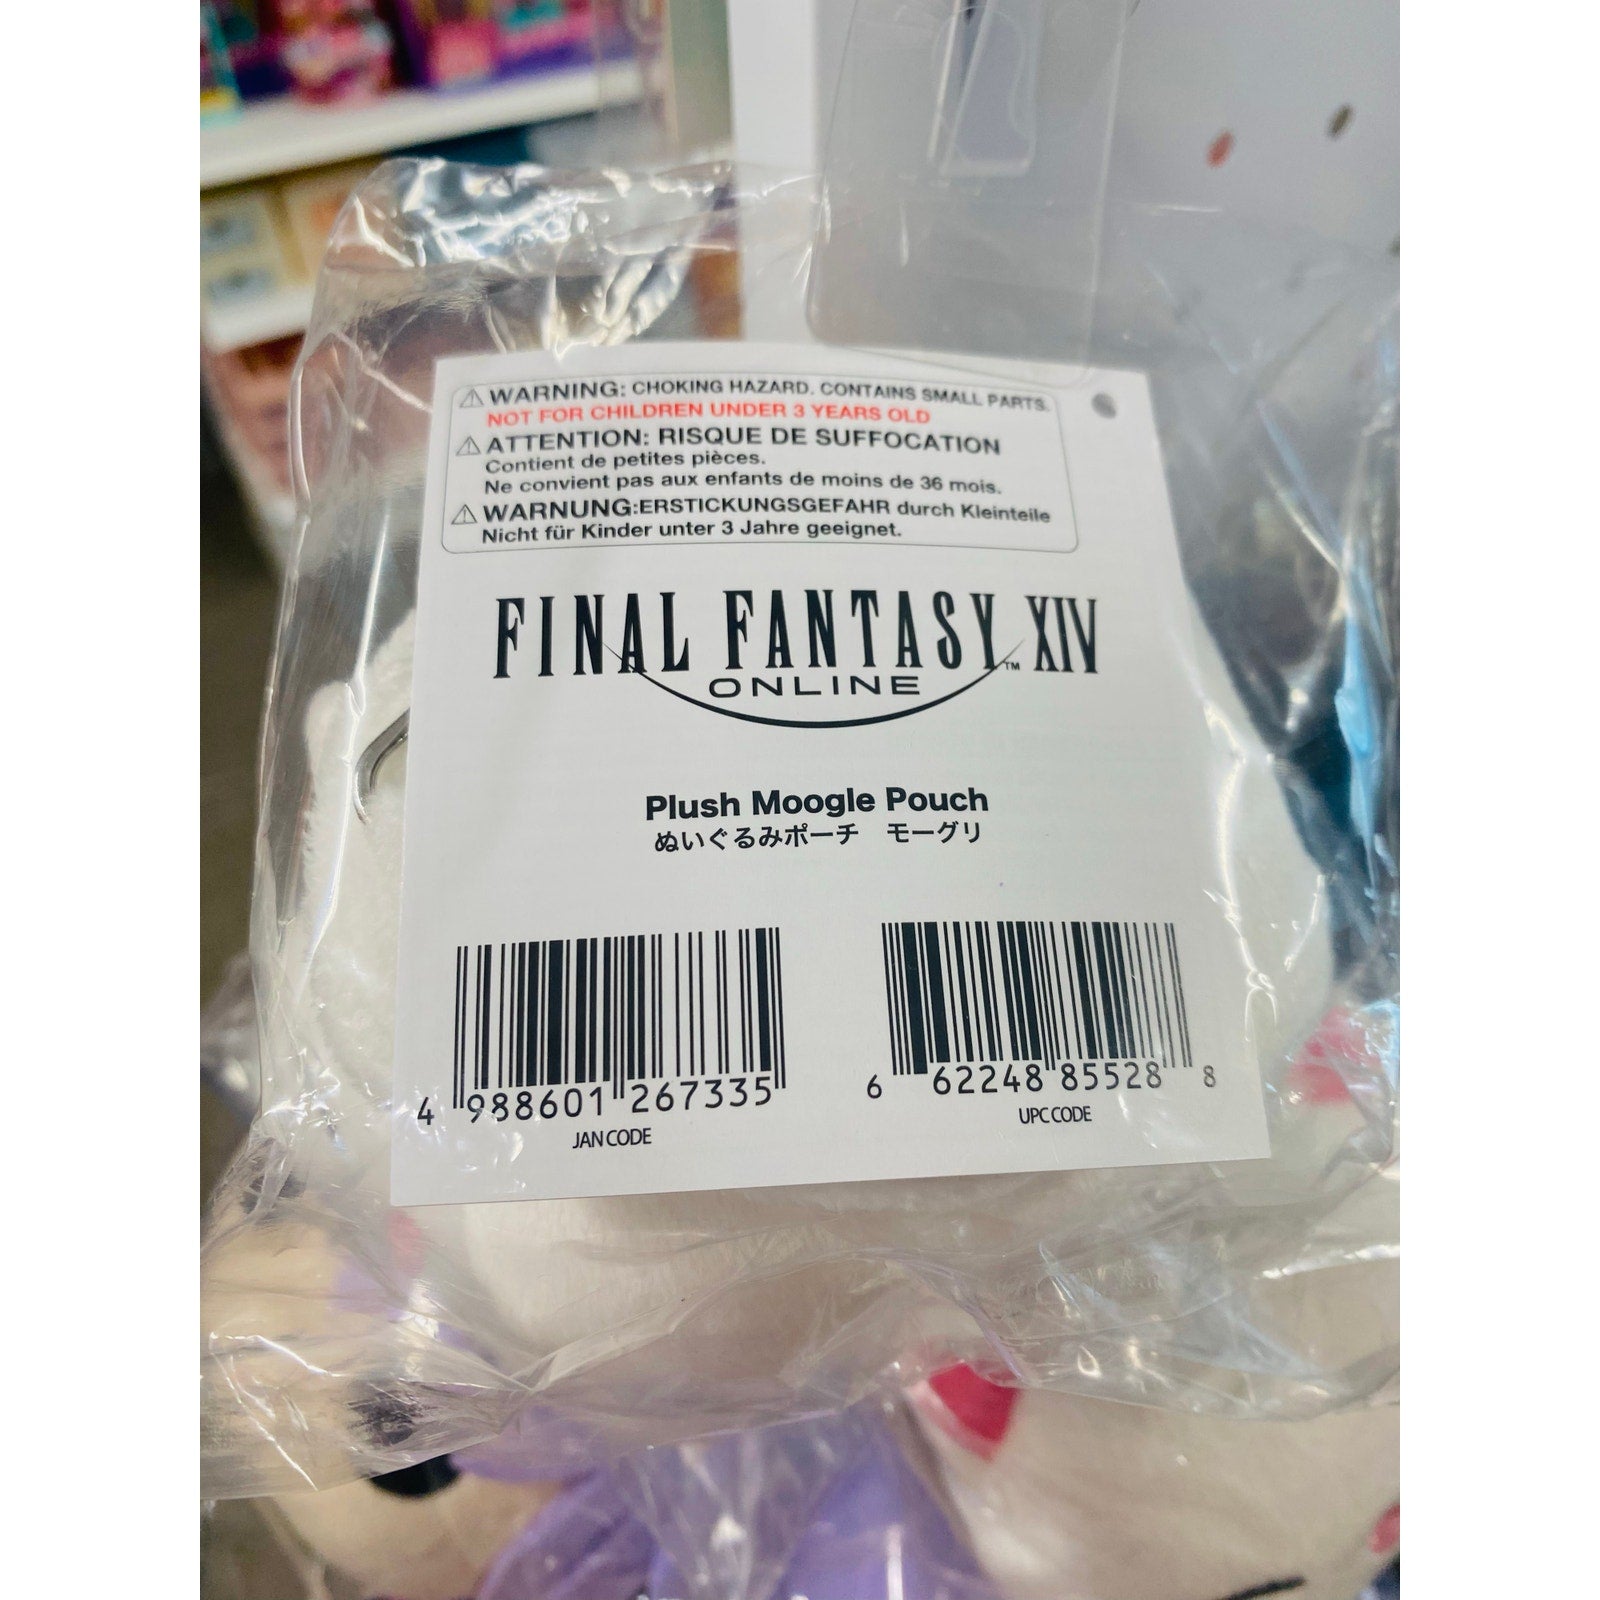 ⚠ WARNING: CHOKING HAZARD. CONTAINS SMALL PARTS.
NOT FOR CHILDREN UNDER 3 YEARS OLD
⚠ ATTENTION: RISQUE DE SUFFOCATION
Contient de petites pièces.
Ne convient pas aux enfants de moins de 36 mois.
⚠ WARNUNG:ERSTICKUNGSGEFAHR durch Kleinteile
Nicht für Kinder unter 3 Jahre geeignet.
FINAL FANTASY™ XIV
ONLINE
Plush Moogle Pouch
ぬいぐるみポーチ　モーグリ
4 988601 267335
JAN CODE
6 62248 85528 8
UPC CODE